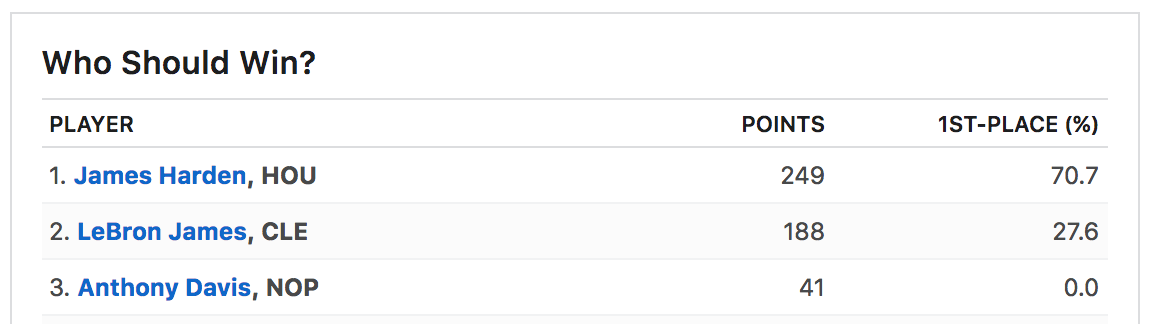 Who Should Win?
PLAYER POINTS 1ST-PLACE (%)
1. James Harden, HOU 249 70.7
2. LeBron James, CLE 188 27.6
3. Anthony Davis, NOP 41 0.0